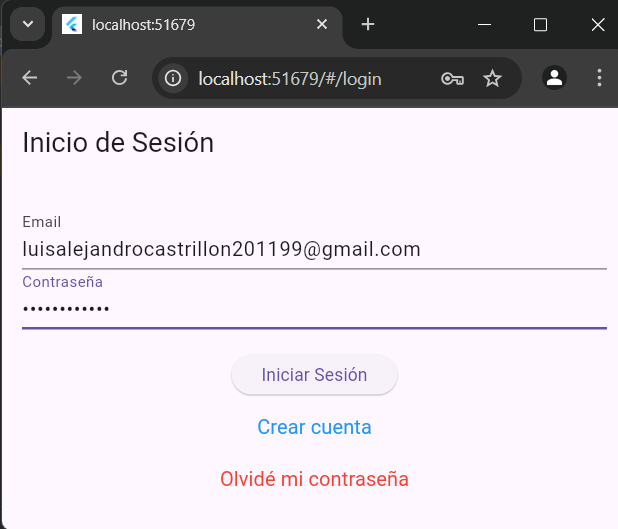 localhost:51679
localhost:51679/#/login
Inicio de Sesión
Email
luisalejandrocastrillon201199@gmail.com
Contraseña
••••••••••••
Iniciar Sesión
Crear cuenta
Olvidé mi contraseña